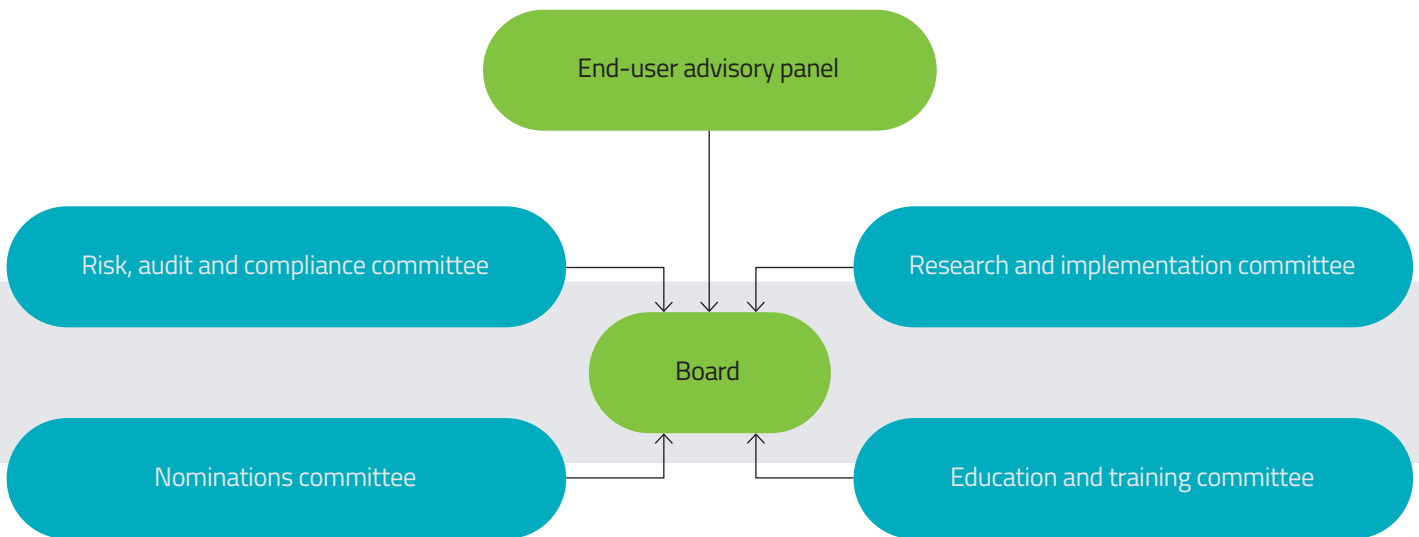 End-user advisory panel
Risk, audit and compliance committee
Research and implementation committee
Board
Nominations committee
Education and training committee